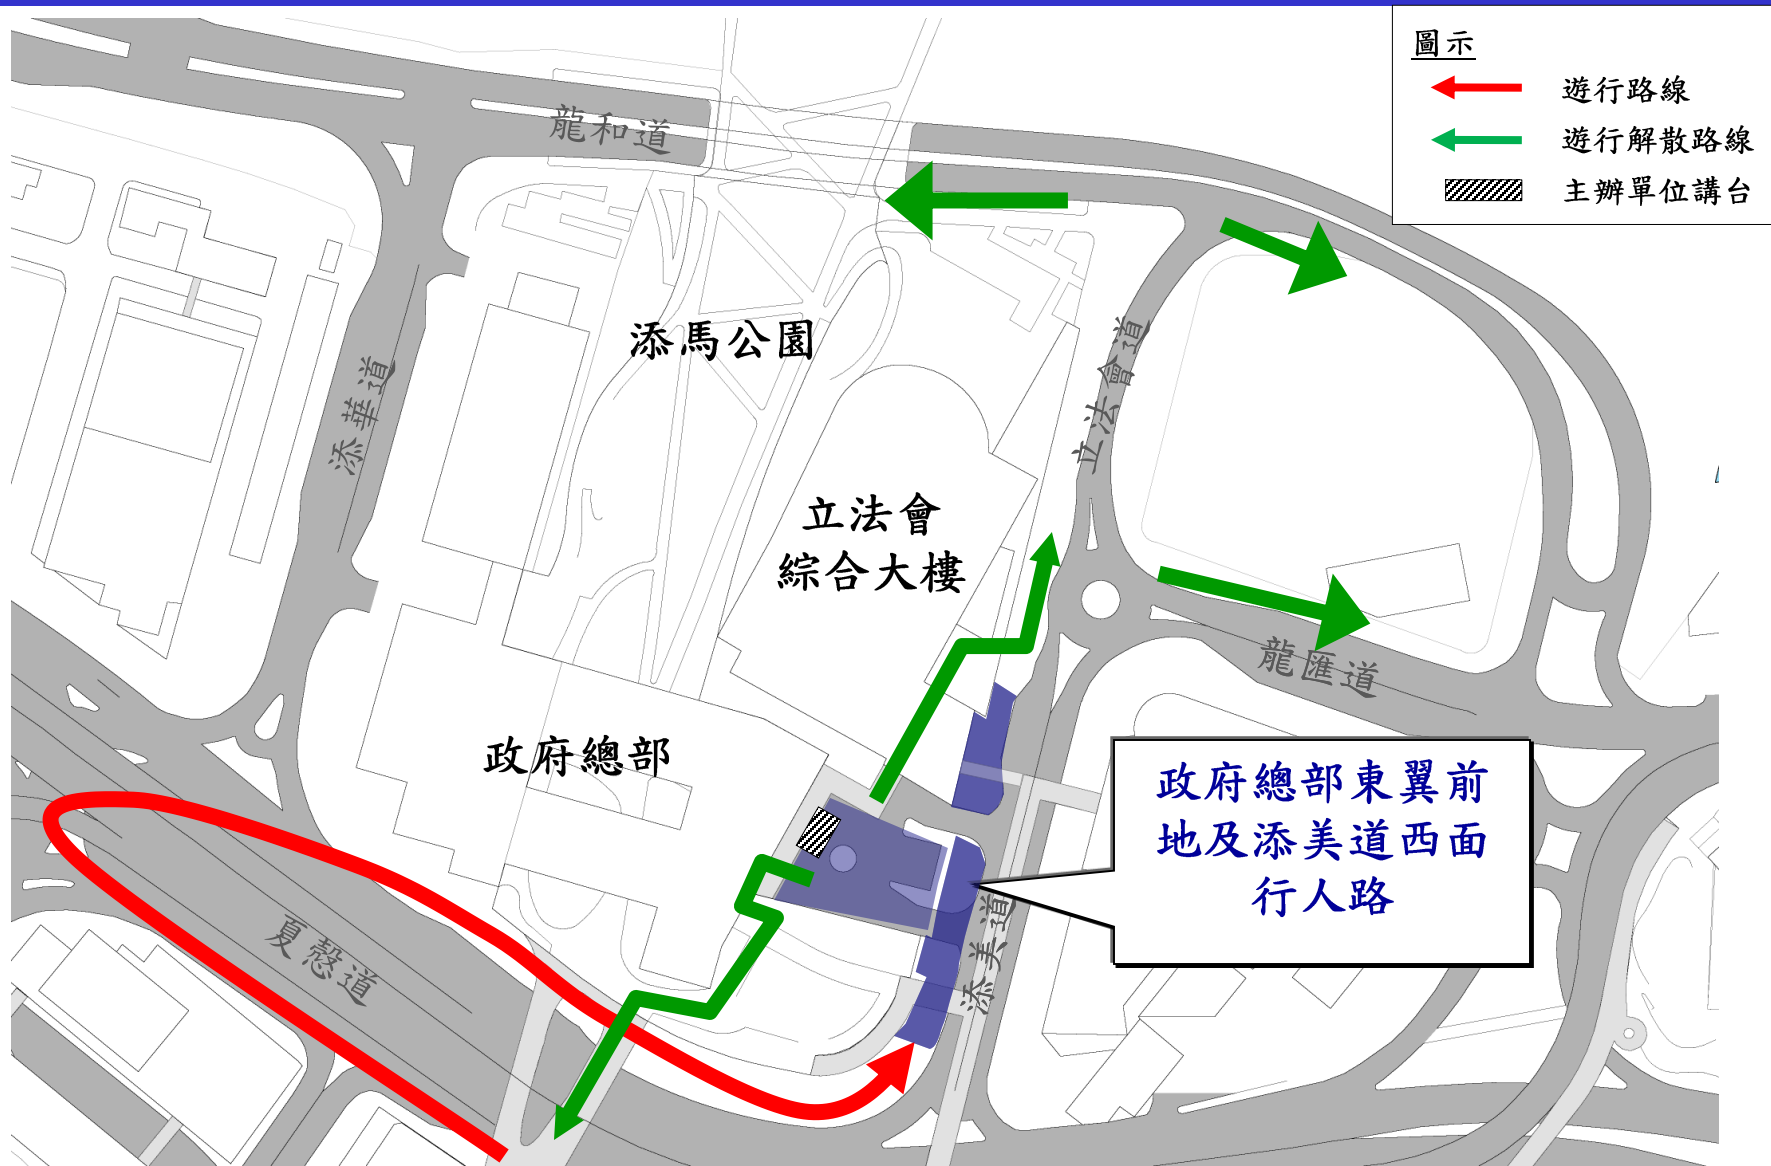 圖示
遊行路線
遊行解散路線
主辦單位講台
龍和道
添馬公園
添華道
立法會道
立法會
綜合大樓
龍匯道
政府總部
政府總部東翼前
地及添美道西面
行人路
夏慤道
添美道